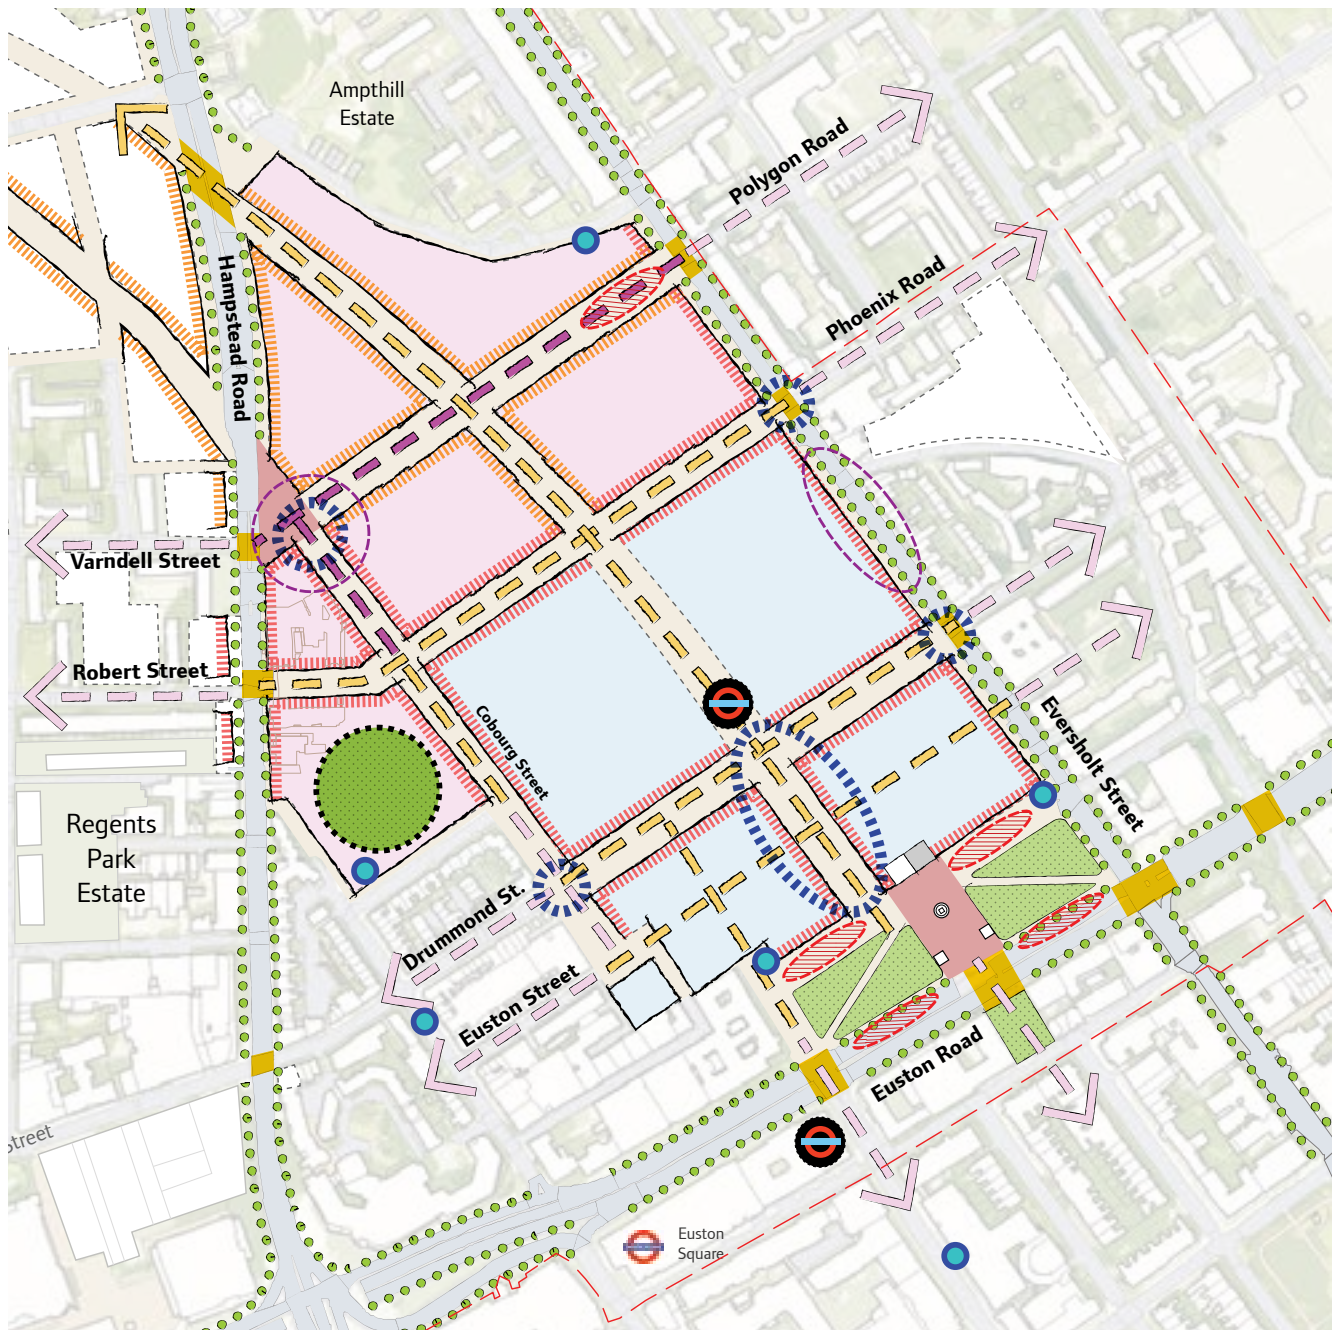 Ampthill
Estate
Polygon Road
Phoenix Road
Hampstead Road
Varndell Street
Robert Street
Cobourg Street
Eversholt Street
Regents
Park
Estate
Drummond St.
Euston Street
Euston Road
Street
Euston
Square